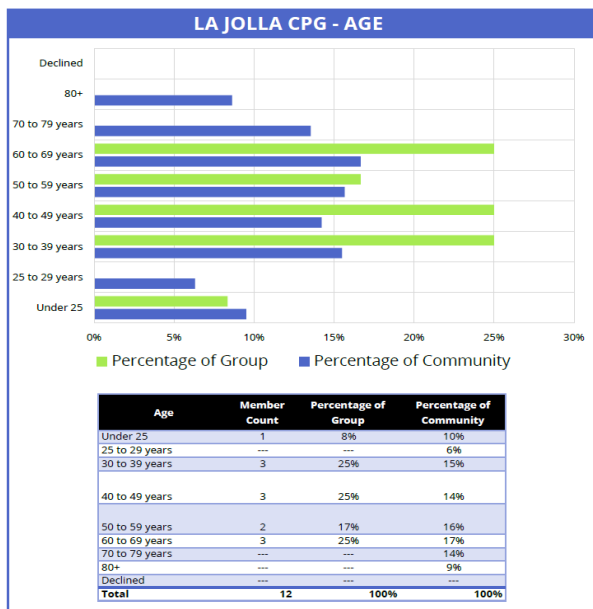 LA JOLLA CPG - AGE
Declined
80+
70 to 79 years
60 to 69 years
50 to 59 years
40 to 49 years
30 to 39 years
25 to 29 years
Under 25
0% 5% 10% 15% 20% 25% 30%
Percentage of Group Percentage of Community
Age Member Count Percentage of Group Percentage of Community
Under 25 1 8% 10%
25 to 29 years --- --- 6%
30 to 39 years 3 25% 15%
40 to 49 years 3 25% 14%
50 to 59 years 2 17% 16%
60 to 69 years 3 25% 17%
70 to 79 years --- --- 14%
80+ --- --- 9%
Declined --- --- ---
Total 12 100% 100%